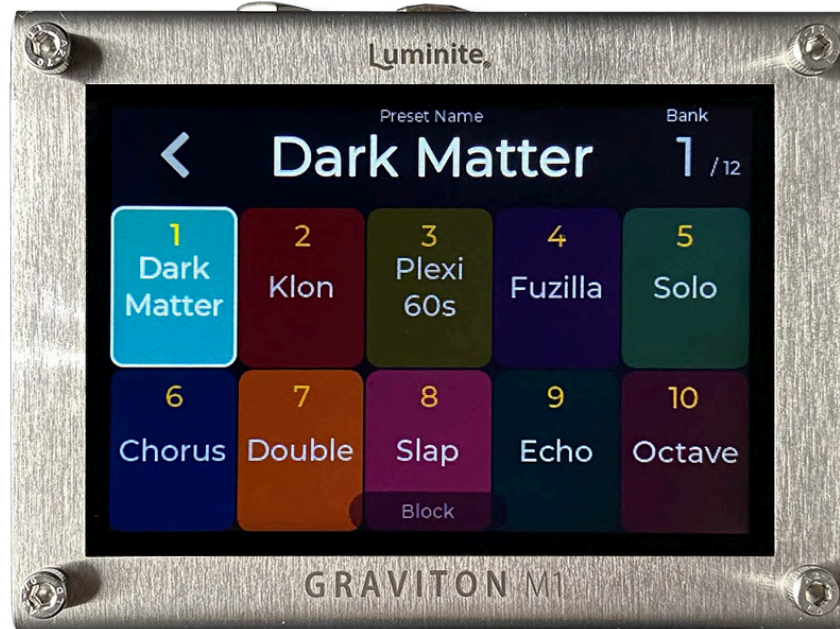 Luminite
Preset Name
Bank
Dark Matter
1 / 12
1
Dark
Matter
2
Klon
3
Plexi
60s
4
Fuzilla
5
Solo
6
Chorus
7
Double
8
Slap
9
Echo
10
Octave
Block
GRAVITON M1